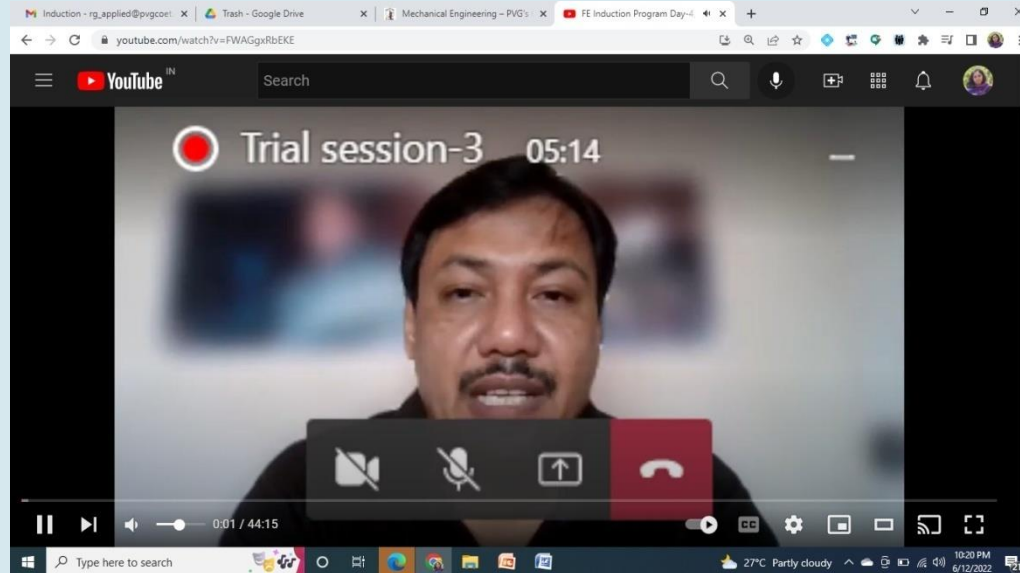 Induction - rg_applied@pvgcoet.
Trash - Google Drive
Mechanical Engineering – PVG's
FE Induction Program Day-4
youtube.com/watch?v=FWAGgxRbEKE
YouTube IN
Search
Trial session-3 05:14
0:01 / 44:15
CC
Type here to search
27°C Partly cloudy
10:20 PM
6/12/2022